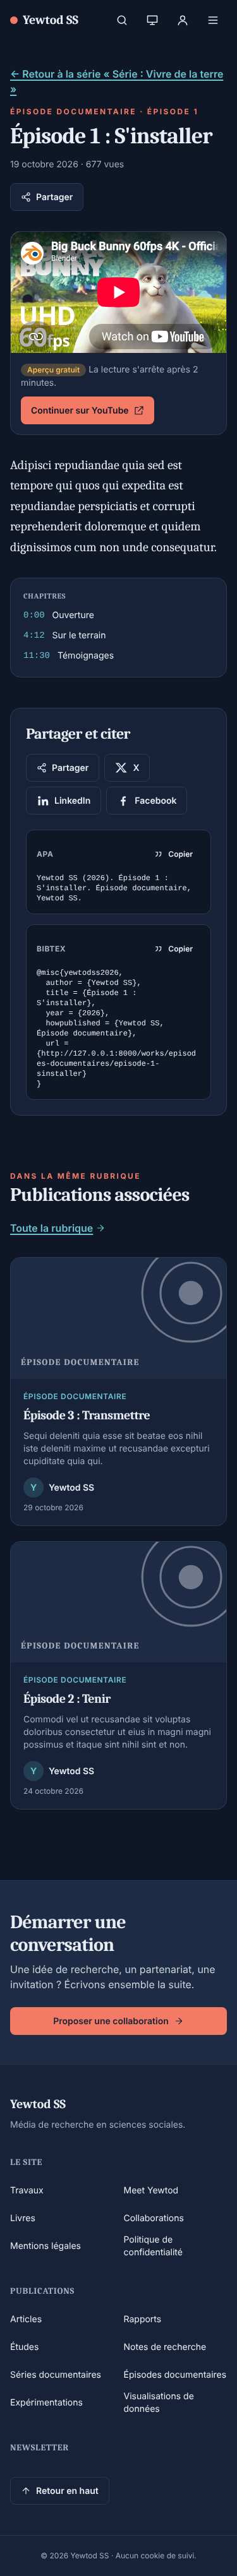 Yewtod SS
← Retour à la série « Série : Vivre de la terre
»
ÉPISODE DOCUMENTAIRE · ÉPISODE 1
Épisode 1 : S'installer
19 octobre 2026 · 677 vues
Partager
Big Buck Bunny 60fps 4K - Offici
Blender
BUNNY
UHD
60fps
Watch on YouTube
Aperçu gratuit La lecture s'arrête après 2
minutes.
Continuer sur YouTube
Adipisci repudiandae quia sed est
tempore qui quos qui expedita est
repudiandae perspiciatis et corrupti
reprehenderit doloremque et quidem
dignissimos cum non unde consequatur.
CHAPITRES
0:00 Ouverture
4:12 Sur le terrain
11:30 Témoignages
Partager et citer
Partager
X
LinkedIn
Facebook
APA
Copier
Yewtod SS (2026). Épisode 1 :
S'installer. Épisode documentaire,
Yewtod SS.
BIBTEX
Copier
@misc{yewtodss2026,
author = {Yewtod SS},
title = {Épisode 1 :
S'installer},
year = {2026},
howpublished = {Yewtod SS,
Épisode documentaire},
url =
{http://127.0.0.1:8000/works/episod
es-documentaires/episode-1-
sinstaller}
}
DANS LA MÊME RUBRIQUE
Publications associées
Toute la rubrique →
ÉPISODE DOCUMENTAIRE
ÉPISODE DOCUMENTAIRE
Épisode 3 : Transmettre
Sequi deleniti quia esse sit beatae eos nihil
iste deleniti maxime ut recusandae excepturi
cupiditate quia qui.
Y Yewtod SS
29 octobre 2026
ÉPISODE DOCUMENTAIRE
ÉPISODE DOCUMENTAIRE
Épisode 2 : Tenir
Commodi vel ut recusandae sit voluptas
doloribus consectetur ut eius in magni magni
possimus et itaque sint nihil sint et non.
Y Yewtod SS
24 octobre 2026
Démarrer une
conversation
Une idée de recherche, un partenariat, une
invitation ? Écrivons ensemble la suite.
Proposer une collaboration →
Yewtod SS
Média de recherche en sciences sociales.
LE SITE
Travaux
Meet Yewtod
Livres
Collaborations
Mentions légales
Politique de
confidentialité
PUBLICATIONS
Articles
Rapports
Études
Notes de recherche
Séries documentaires
Épisodes documentaires
Expérimentations
Visualisations de
données
NEWSLETTER
↑ Retour en haut
© 2026 Yewtod SS · Aucun cookie de suivi.